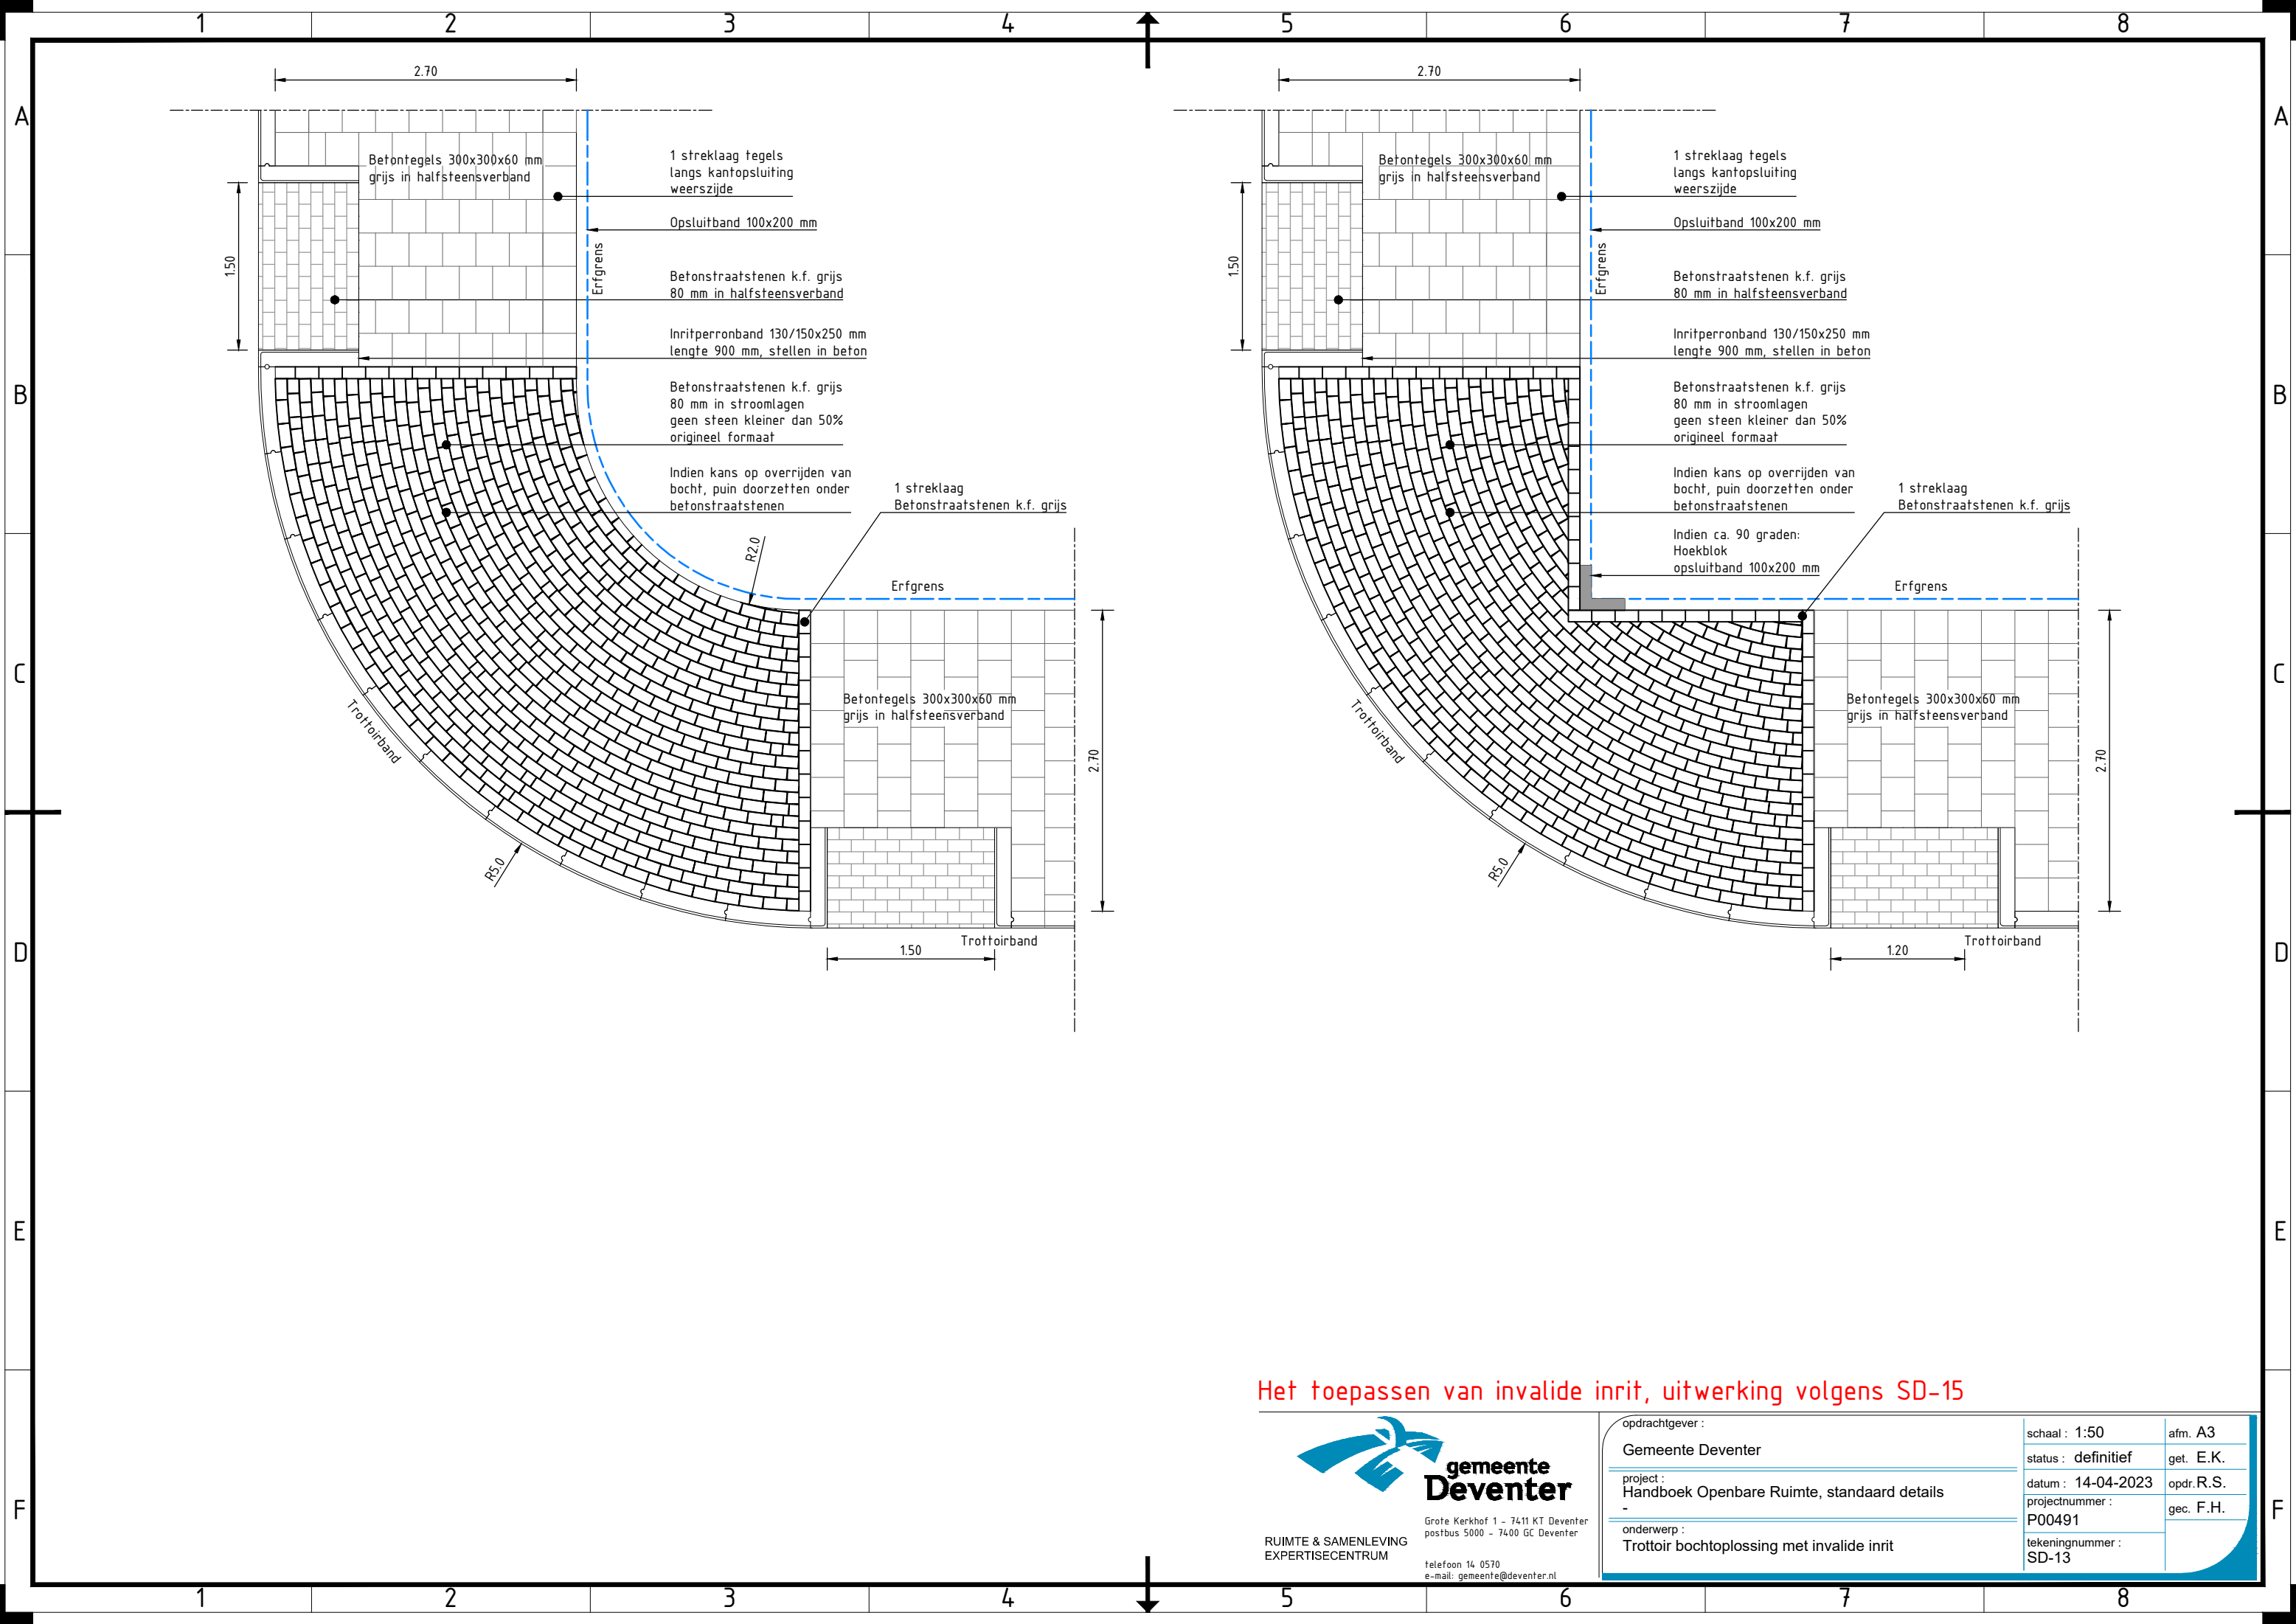 1 2 3 4 5 6 7 8
A
B
C
D
E
F
2.70
Betontegels 300x300x60 mm
grijs in halfsteensverband
1.50
Erfgrens
1 streklaag tegels
langs kantopsluiting
weerszijde
Opsluitband 100x200 mm
Betonstraatstenen k.f. grijs
80 mm in halfsteensverband
Inritperronband 130/150x250 mm
lengte 900 mm, stellen in beton
Betonstraatstenen k.f. grijs
80 mm in stroomlagen
geen steen kleiner dan 50%
origineel formaat
Indien kans op overrijden van
bocht, puin doorzetten onder
betonstraatstenen
1 streklaag
Betonstraatstenen k.f. grijs
R2.0
Erfgrens
Betontegels 300x300x60 mm
grijs in halfsteensverband
2.70
Trottoirband
R5.0
Trottoirband
1.50
2.70
Betontegels 300x300x60 mm
grijs in halfsteensverband
1.50
Erfgrens
1 streklaag tegels
langs kantopsluiting
weerszijde
Opsluitband 100x200 mm
Betonstraatstenen k.f. grijs
80 mm in halfsteensverband
Inritperronband 130/150x250 mm
lengte 900 mm, stellen in beton
Betonstraatstenen k.f. grijs
80 mm in stroomlagen
geen steen kleiner dan 50%
origineel formaat
Indien kans op overrijden van
bocht, puin doorzetten onder
betonstraatstenen
Indien ca. 90 graden:
Hoekblok
opsluitband 100x200 mm
1 streklaag
Betonstraatstenen k.f. grijs
Erfgrens
Betontegels 300x300x60 mm
grijs in halfsteensverband
2.70
Trottoirband
R5.0
Trottoirband
1.20
A
B
C
D
E
F
Het toepassen van invalide inrit, uitwerking volgens SD-15
gemeente
Deventer
Grote Kerkhof 1 - 7411 KT Deventer
postbus 5000 - 7400 GC Deventer
telefoon 14 0570
e-mail: gemeente@deventer.nl
RUIMTE & SAMENLEVING
EXPERTISECENTRUM
opdrachtgever :
Gemeente Deventer
project :
Handboek Openbare Ruimte, standaard details
-
onderwerp :
Trottoir bochtoplossing met invalide inrit
schaal : 1:50
status : definitief
datum : 14-04-2023
projectnummer :
P00491
tekeningnummer :
SD-13
afm. A3
get. E.K.
opdr. R.S.
gec. F.H.
1 2 3 4 5 6 7 8